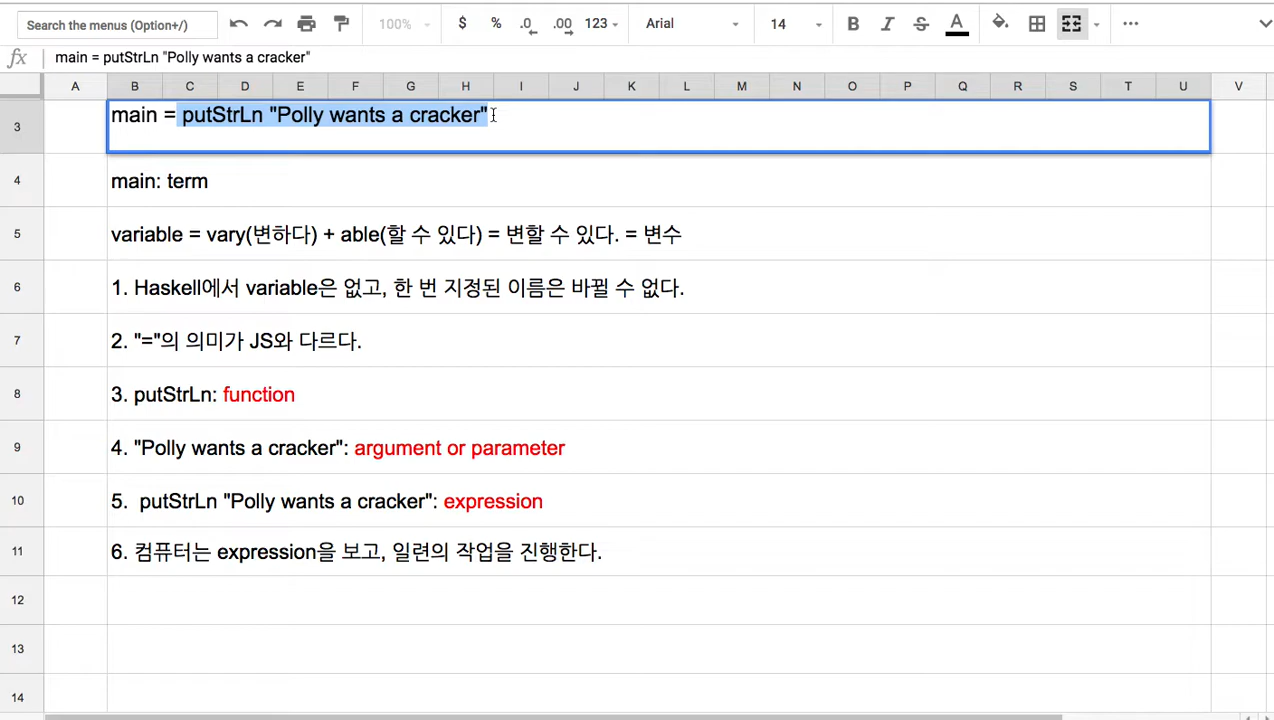 Search the menus (Option+/) 100% $ % .0 .00 123 Arial 14 B I S A
fx main = putStrLn "Polly wants a cracker"
A B C D E F G H I J K L M N O P Q R S T U V
3 main = putStrLn "Polly wants a cracker"
4 main: term
5 variable = vary(변하다) + able(할 수 있다) = 변할 수 있다. = 변수
6 1. Haskell에서 variable은 없고, 한 번 지정된 이름은 바뀔 수 없다.
7 2. "="의 의미가 JS와 다르다.
8 3. putStrLn: function
9 4. "Polly wants a cracker": argument or parameter
10 5. putStrLn "Polly wants a cracker": expression
11 6. 컴퓨터는 expression을 보고, 일련의 작업을 진행한다.
12
13
14